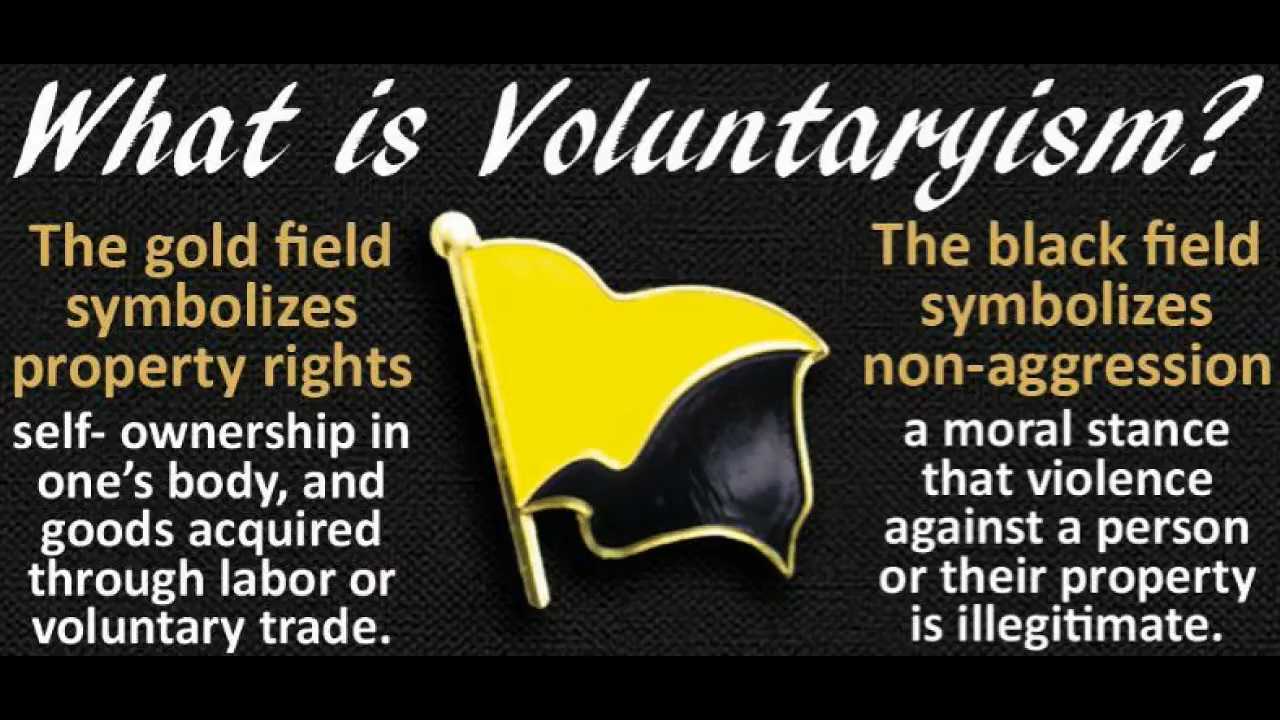 What is Voluntaryism?
The gold field
symbolizes
property rights
self- ownership in
one’s body, and
goods acquired
through labor or
voluntary trade.
The black field
symbolizes
non-aggression
a moral stance
that violence
against a person
or their property
is illegitimate.